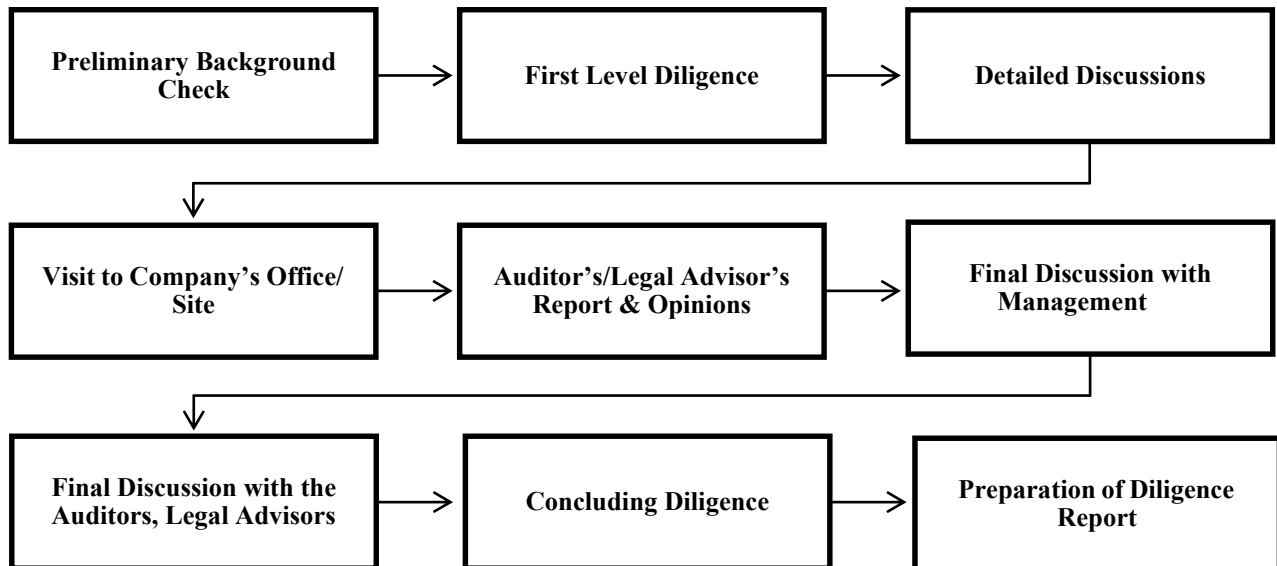 Preliminary Background
Check
First Level Diligence
Detailed Discussions
Visit to Company’s Office/
Site
Auditor’s/Legal Advisor’s
Report & Opinions
Final Discussion with
Management
Final Discussion with the
Auditors, Legal Advisors
Concluding Diligence
Preparation of Diligence
Report